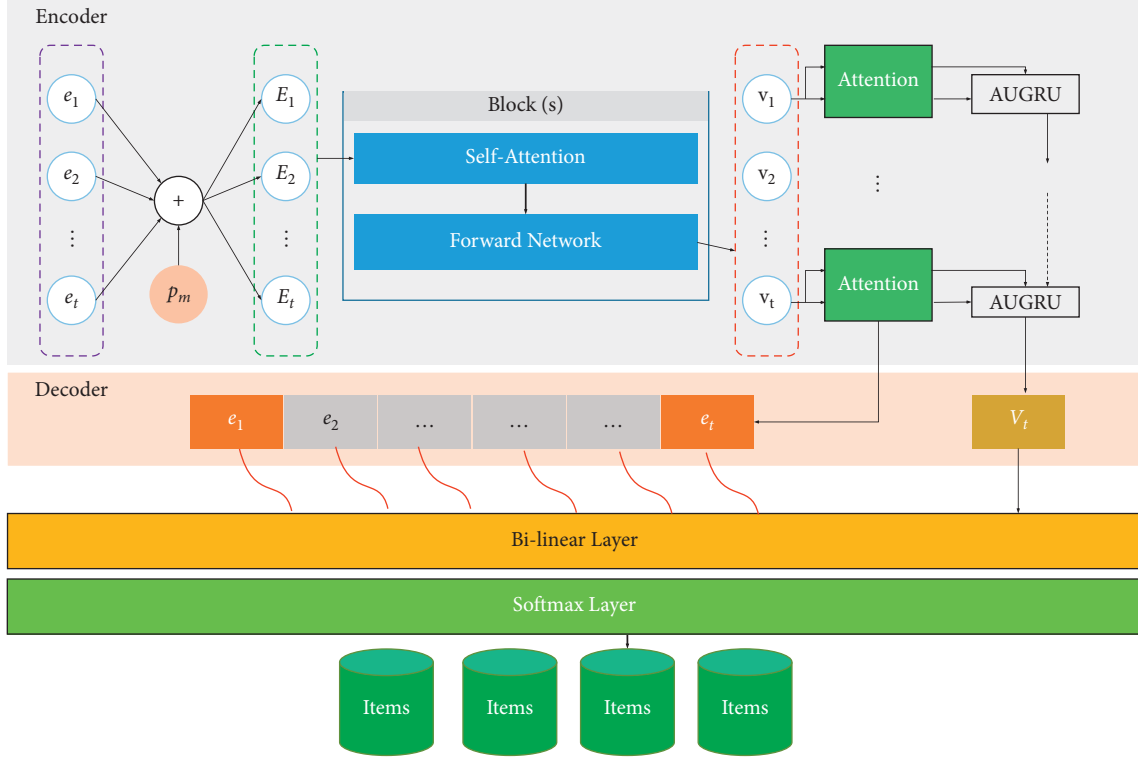 Encoder
e1
e2
⋮
et
+
pm
E1
E2
⋮
Et
Block (s)
Self-Attention
Forward Network
v1
v2
⋮
vt
Attention
AUGRU
⋮
Attention
AUGRU
Decoder
e1
e2
...
...
...
et
Vt
Bi-linear Layer
Softmax Layer
Items
Items
Items
Items